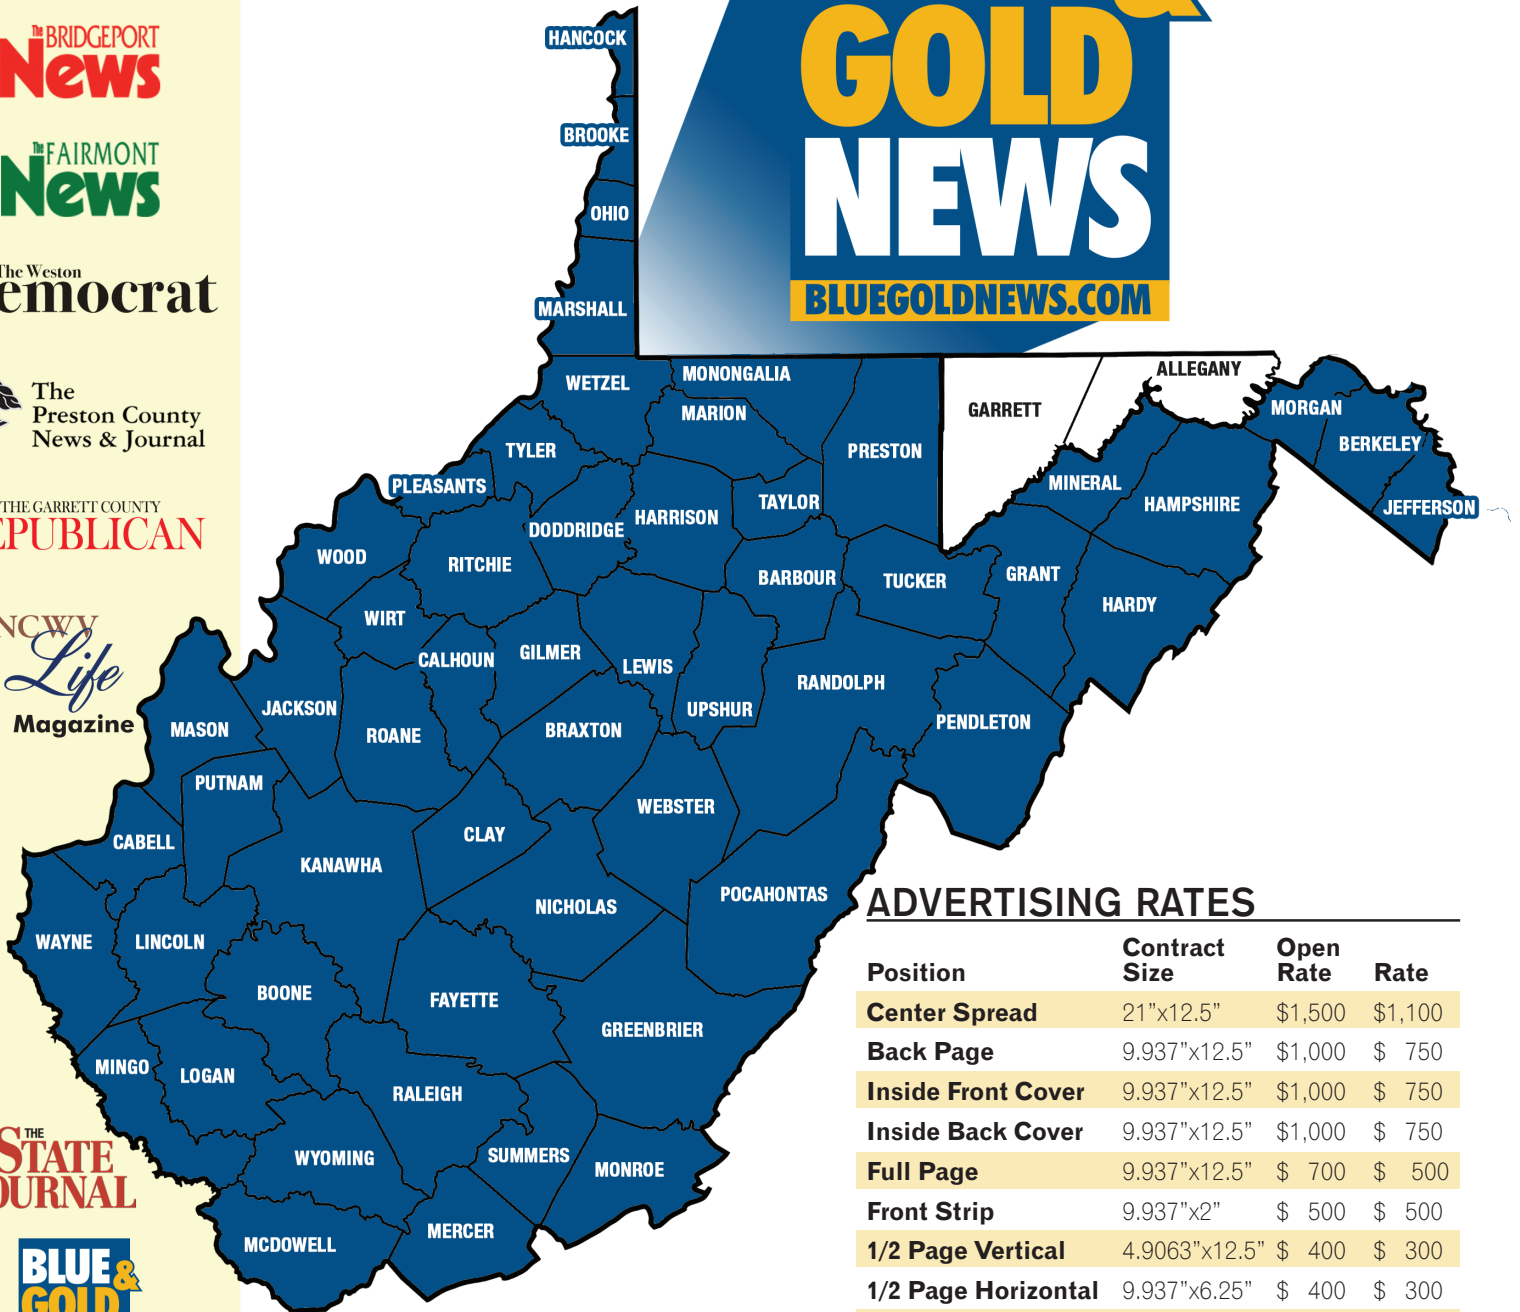 The BRIDGEPORT
News
The FAIRMONT
News
The Weston
emocrat
The
Preston County
News & Journal
THE GARRETT COUNTY
EPUBLICAN
NCWV
Life
Magazine
THE
STATE
OURNAL
BLUE &
GOLD
&
GOLD
NEWS
BLUEGOLDNEWS.COM
HANCOCK
BROOKE
OHIO
MARSHALL
WETZEL
MONONGALIA
MARION
GARRETT
ALLEGANY
MORGAN
BERKELEY
JEFFERSON
TYLER
PRESTON
PLEASANTS
TAYLOR
MINERAL
HAMPSHIRE
DODDRIDGE
HARRISON
WOOD
RITCHIE
BARBOUR
TUCKER
GRANT
HARDY
WIRT
CALHOUN
GILMER
LEWIS
RANDOLPH
JACKSON
UPSHUR
PENDLETON
MASON
ROANE
BRAXTON
PUTNAM
WEBSTER
CABELL
CLAY
KANAWHA
POCAHONTAS
NICHOLAS
WAYNE
LINCOLN
BOONE
FAYETTE
GREENBRIER
MINGO
LOGAN
RALEIGH
WYOMING
SUMMERS
MONROE
MCDOWELL
MERCER
ADVERTISING RATES
Contract Open
Position Size Rate Rate
Center Spread 21”x12.5” $1,500 $1,100
Back Page 9.937”x12.5” $1,000 $ 750
Inside Front Cover 9.937”x12.5” $1,000 $ 750
Inside Back Cover 9.937”x12.5” $1,000 $ 750
Full Page 9.937”x12.5” $ 700 $ 500
Front Strip 9.937”x2” $ 500 $ 500
1/2 Page Vertical 4.9063”x12.5” $ 400 $ 300
1/2 Page Horizontal 9.937”x6.25” $ 400 $ 300